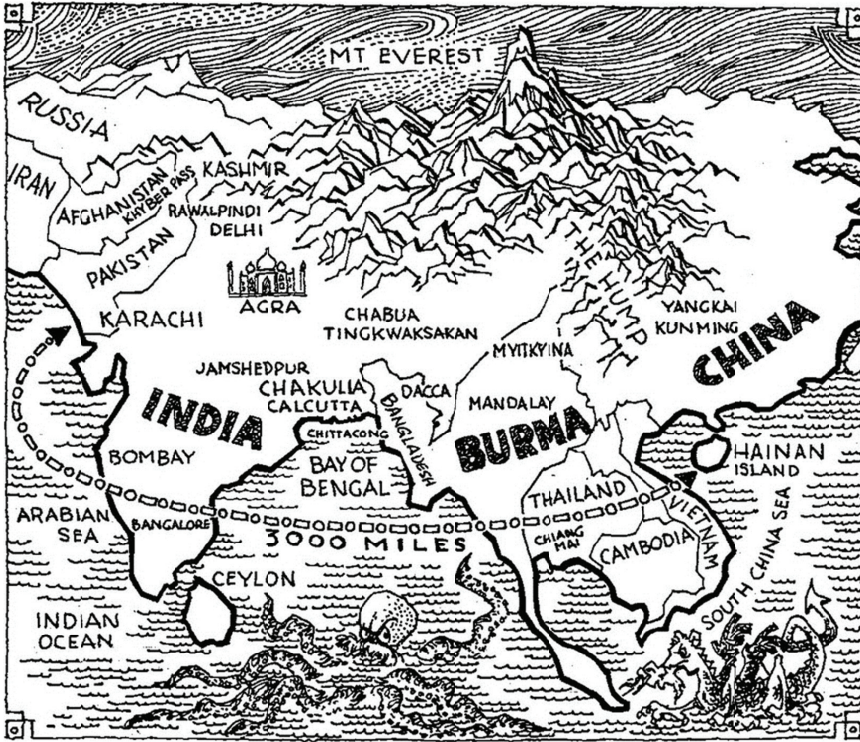 MT EVEREST
RUSSIA
IRAN
AFGHANISTAN
KHYBER PASS
KASHMIR
RAWALPINDI
DELHI
PAKISTAN
AGRA
KARACHI
CHABUA
TINGKWAKSAKAN
THE HUMP
YANGKAI
KUNMING
CHINA
MYITKYINA
JAMSHEDPUR
CHAKULIA
CALCUTTA
DACCA
BANGLADESH
MANDALAY
INDIA
BURMA
CHITTACONG
BOMBAY
BAY OF
BENGAL
HAINAN
ISLAND
THAILAND
VIETNAM
ARABIAN
SEA
BANGALORE
3000 MILES
CHIANG
MAI
CAMBODIA
CEYLON
SOUTH CHINA SEA
INDIAN
OCEAN